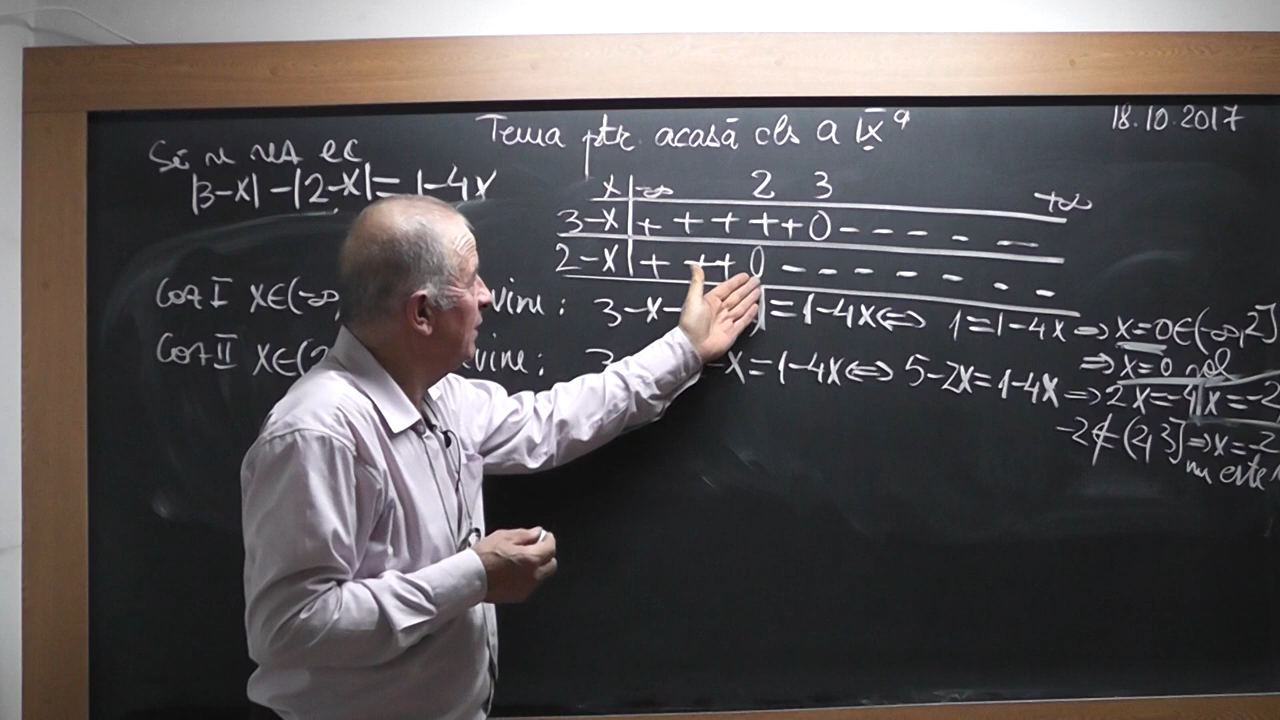 Tema ptr. acasă cls a IX a
18.10.2017
Să se rez ec
|3-x| - |2-x| = 1-4x
x | -∞ 2 3 +∞
3-x | + + + + + 0 - - - - -
2-x | + + + 0 - - - - - - -
Caz I x∈(-∞, vine: 3-x- = 1-4x ⇔ 1=1-4x ⇒ x=0∈(-∞,2]
⇒ x=0 sol
Caz II x∈(2 vine: 3 -x=1-4x ⇔ 5-2x=1-4x ⇒ 2x=-4 | x=-2
-2∉(2,3] ⇒ x=-2
nu este